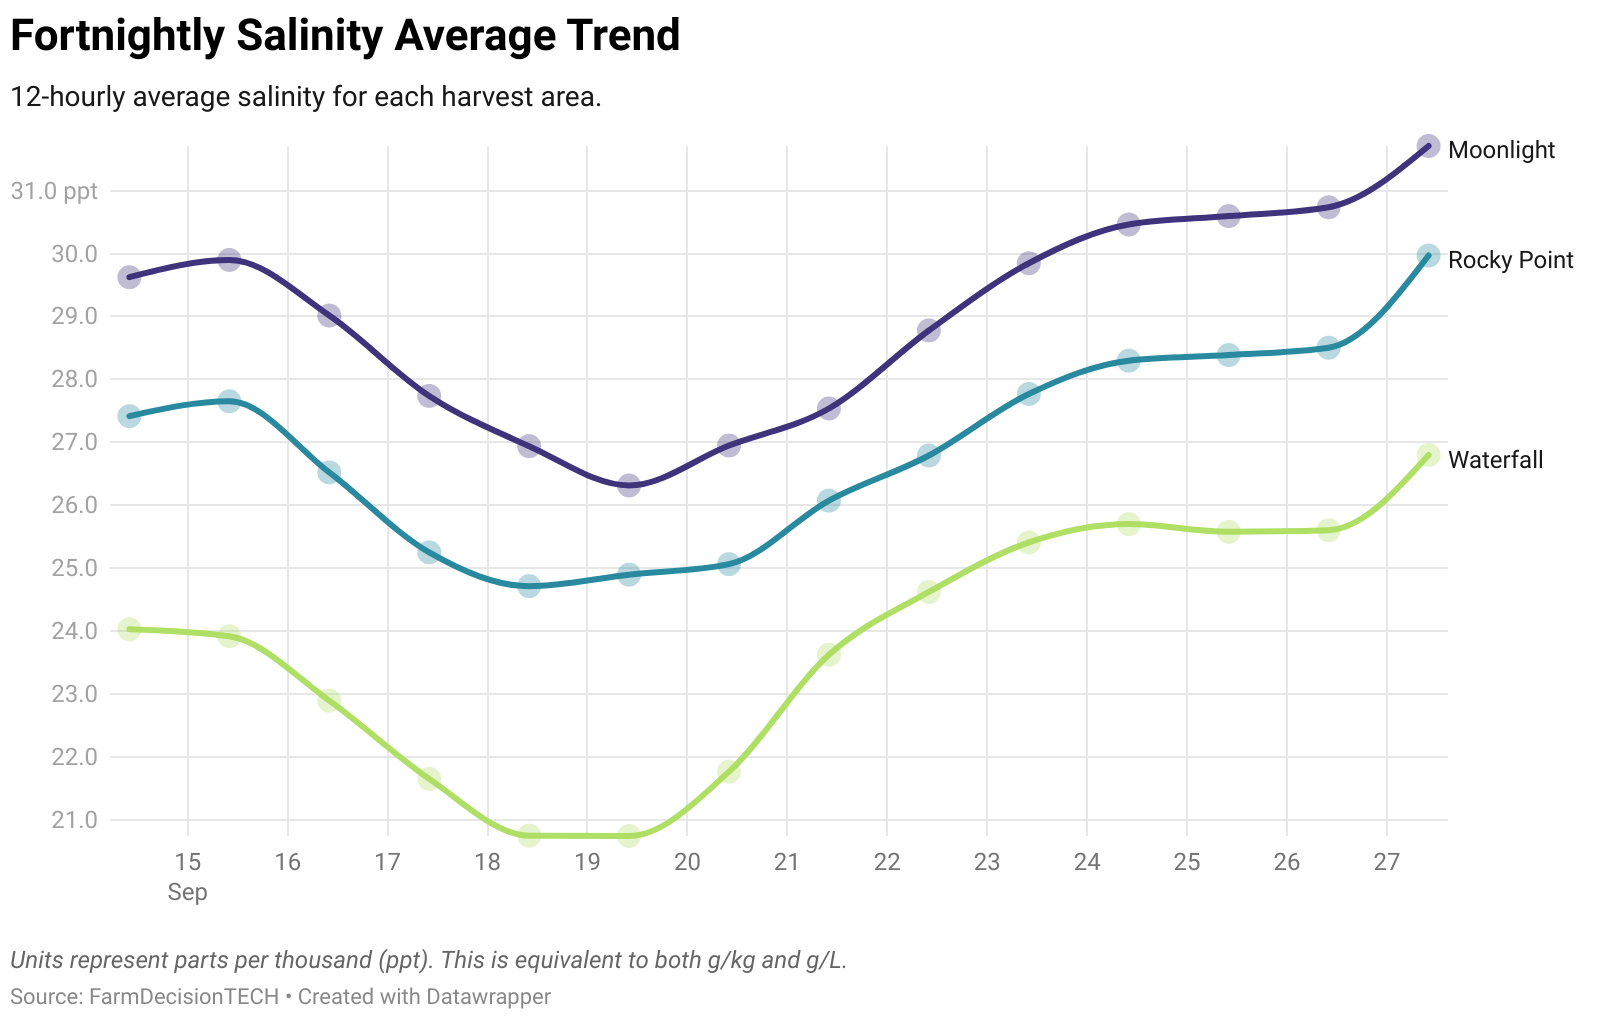 Fortnightly Salinity Average Trend
12-hourly average salinity for each harvest area.
Moonlight
31.0 ppt
30.0
Rocky Point
29.0
28.0
27.0
Waterfall
26.0
25.0
24.0
23.0
22.0
21.0
15 16 17 18 19 20 21 22 23 24 25 26 27
Sep
Units represent parts per thousand (ppt). This is equivalent to both g/kg and g/L.
Source: FarmDecisionTECH • Created with Datawrapper